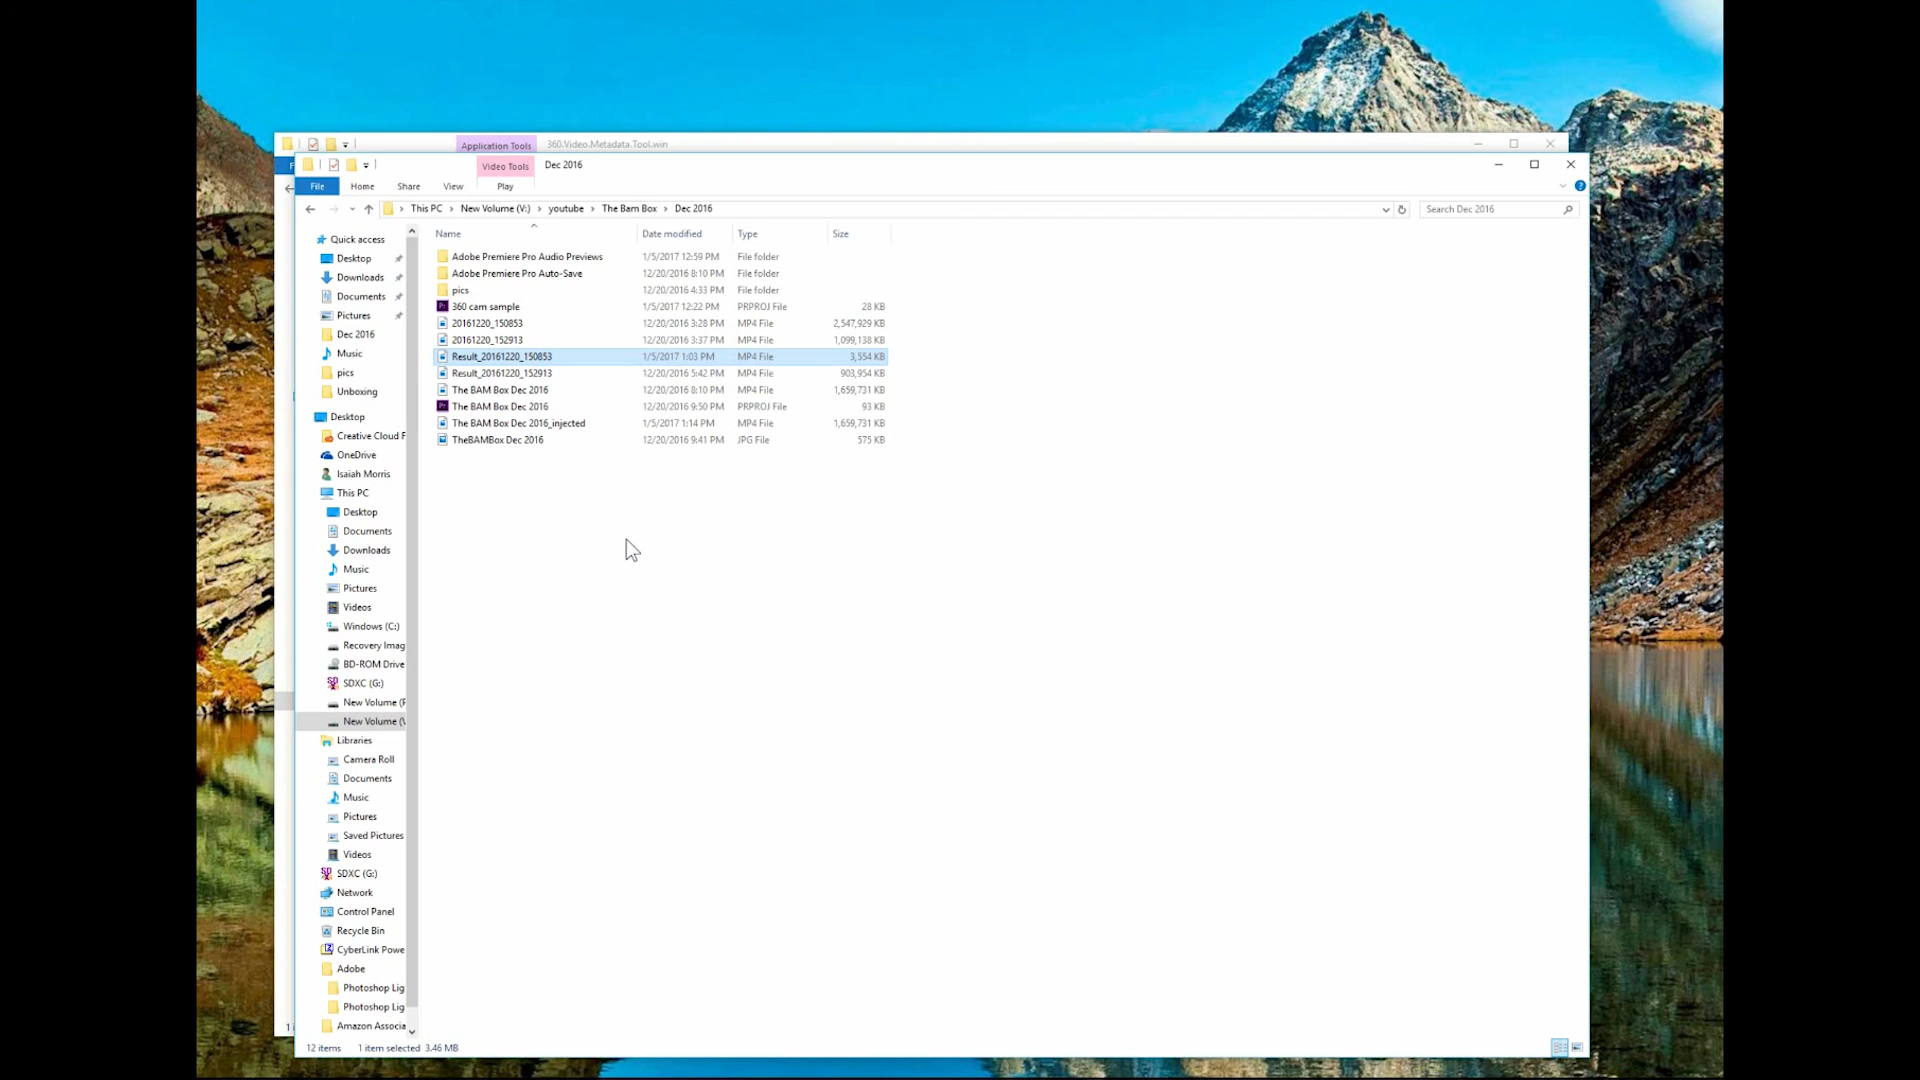 Application Tools 360.Video.Metadata.Tool.win
Video Tools Dec 2016
File Home Share View Play
This PC New Volume (V:) youtube The Bam Box Dec 2016 Search Dec 2016
Name Date modified Type Size
Quick access
Desktop
Downloads
Documents
Pictures
Dec 2016
Music
pics
Unboxing
Desktop
Creative Cloud F
OneDrive
Isaiah Morris
This PC
Desktop
Documents
Downloads
Music
Pictures
Videos
Windows (C:)
Recovery Imag
BD-ROM Drive
SDXC (G:)
New Volume (F
New Volume (V
Libraries
Camera Roll
Documents
Music
Pictures
Saved Pictures
Videos
SDXC (G:)
Network
Control Panel
Recycle Bin
CyberLink Powe
Adobe
Photoshop Lig
Photoshop Lig
Amazon Associa
Adobe Premiere Pro Audio Previews 1/5/2017 12:59 PM File folder
Adobe Premiere Pro Auto-Save 12/20/2016 8:10 PM File folder
pics 12/20/2016 4:33 PM File folder
360 cam sample 1/5/2017 12:22 PM PRPROJ File 28 KB
20161220_150853 12/20/2016 3:28 PM MP4 File 2,547,929 KB
20161220_152913 12/20/2016 3:37 PM MP4 File 1,099,138 KB
Result_20161220_150853 1/5/2017 1:03 PM MP4 File 3,554 KB
Result_20161220_152913 12/20/2016 5:42 PM MP4 File 903,954 KB
The BAM Box Dec 2016 12/20/2016 8:10 PM MP4 File 1,659,731 KB
The BAM Box Dec 2016 12/20/2016 9:50 PM PRPROJ File 93 KB
The BAM Box Dec 2016_injected 1/5/2017 1:14 PM MP4 File 1,659,731 KB
TheBAMBox Dec 2016 12/20/2016 9:41 PM JPG File 575 KB
12 items 1 item selected 3.46 MB